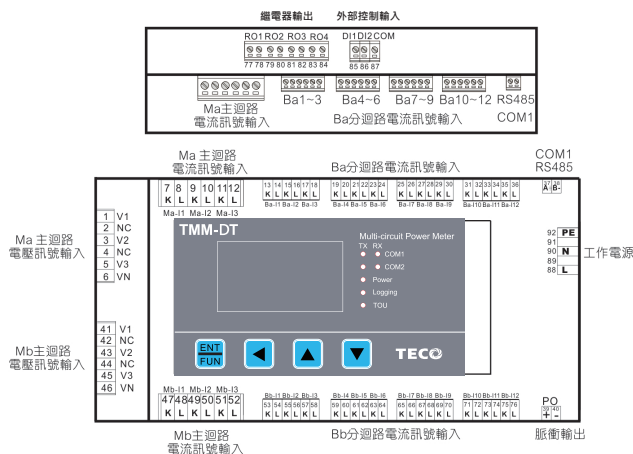 繼電器輸出 外部控制輸入
RO1 RO2 RO3 RO4 DI1 DI2 COM
77 78 79 80 81 82 83 84 85 86 87
Ma主迴路
電流訊號輸入
Ba1~3 Ba4~6 Ba7~9 Ba10~12 RS485
Ba分迴路電流訊號輸入 COM1
Ma 主迴路
電流訊號輸入
Ba分迴路電流訊號輸入
COM1
RS485
7 8 9 10 11 12 13 14 15 16 17 18 19 20 21 22 23 24 25 26 27 28 29 30 31 32 33 34 35 36 37 38
K L K L K L K L K L K L K L K L K L K L K L K L K L K L K L A B-
Ma-I1 Ma-I2 Ma-I3 Ba-I1 Ba-I2 Ba-I3 Ba-I4 Ba-I5 Ba-I6 Ba-I7 Ba-I8 Ba-I9 Ba-I10 Ba-I11 Ba-I12
Ma 主迴路
電壓訊號輸入
1 V1
2 NC
3 V2
4 NC
5 V3
6 VN
TMM-DT
Multi-circuit Power Meter
TX RX
COM1
COM2
Power
Logging
TOU
92 PE
91
90 N
89
88 L
工作電源
Mb主迴路
電壓訊號輸入
41 V1
42 NC
43 V2
44 NC
45 V3
46 VN
ENT
FUN
TECO
Mb-I1 Mb-I2 Mb-I3 Bb-I1 Bb-I2 Bb-I3 Bb-I4 Bb-I5 Bb-I6 Bb-I7 Bb-I8 Bb-I9 Bb-I10 Bb-I11 Bb-I12 PO
47 48 49 50 51 52 53 54 55 56 57 58 59 60 61 62 63 64 65 66 67 68 69 70 71 72 73 74 75 76 39 40
K L K L K L K L K L K L K L K L K L K L K L K L K L K L K L + -
Mb主迴路
電流訊號輸入
Bb分迴路電流訊號輸入
脈衝輸出